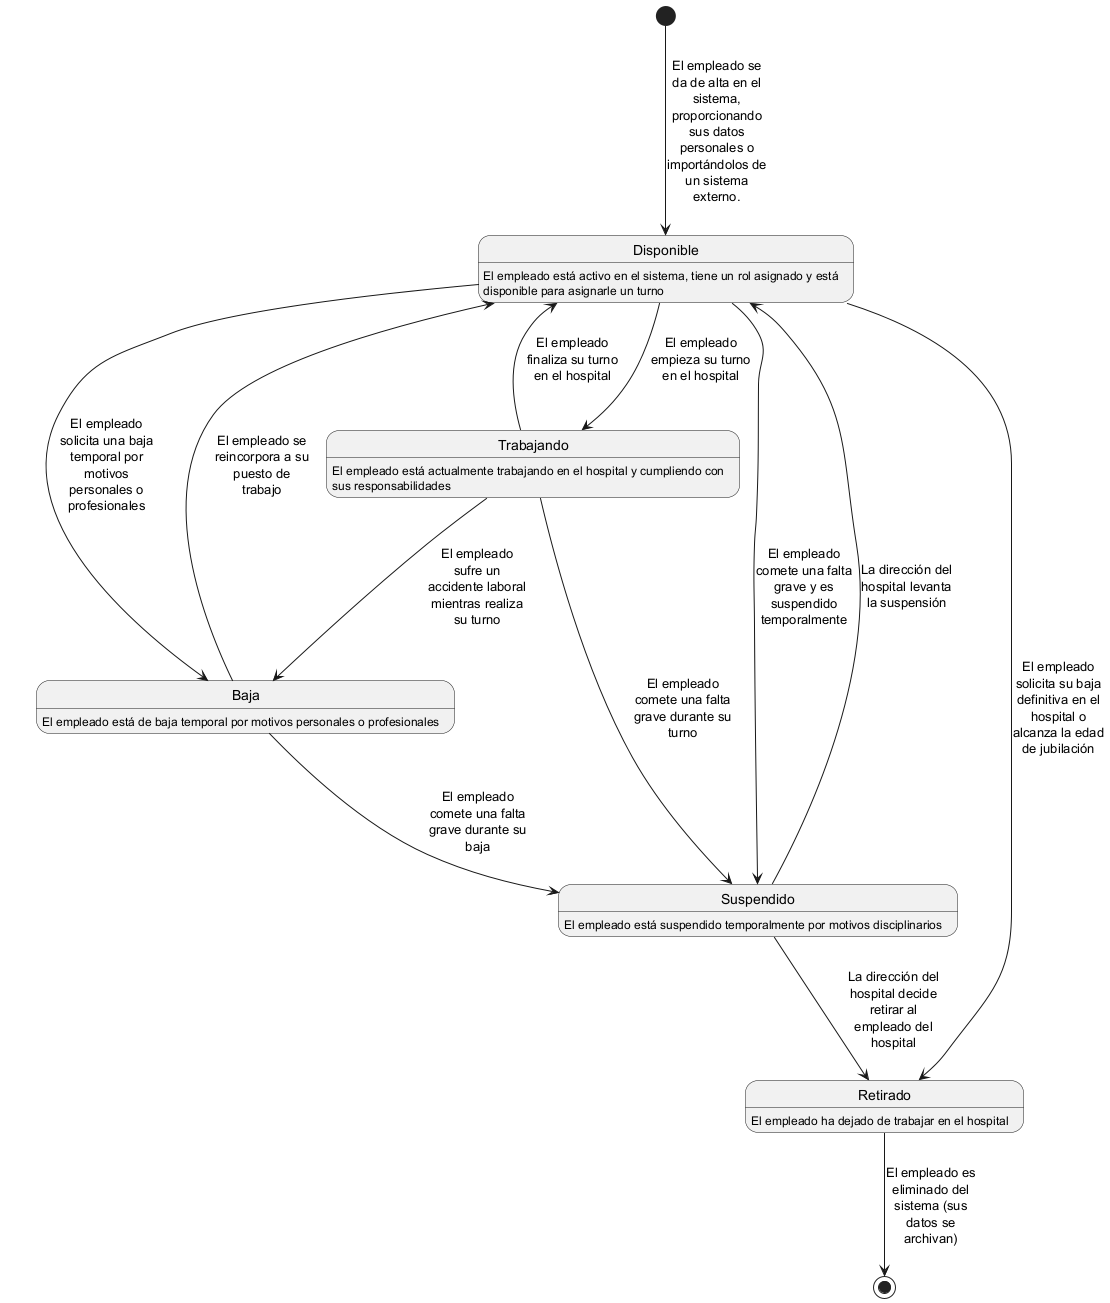 El empleado se
da de alta en el
sistema,
proporcionando
sus datos
personales o
importándolos de
un sistema
externo.
Disponible
El empleado está activo en el sistema, tiene un rol asignado y está
disponible para asignarle un turno
El empleado
finaliza su turno
en el hospital
El empleado
empieza su turno
en el hospital
El empleado
solicita una baja
temporal por
motivos
personales o
profesionales
El empleado se
reincorpora a su
puesto de
trabajo
Trabajando
El empleado está actualmente trabajando en el hospital y cumpliendo con
sus responsabilidades
El empleado
sufre un
accidente laboral
mientras realiza
su turno
El empleado
comete una falta
grave y es
suspendido
temporalmente
La dirección del
hospital levanta
la suspensión
El empleado
comete una falta
grave durante su
turno
El empleado
solicita su baja
definitiva en el
hospital o
alcanza la edad
de jubilación
Baja
El empleado está de baja temporal por motivos personales o profesionales
El empleado
comete una falta
grave durante su
baja
Suspendido
El empleado está suspendido temporalmente por motivos disciplinarios
La dirección del
hospital decide
retirar al
empleado del
hospital
Retirado
El empleado ha dejado de trabajar en el hospital
El empleado es
eliminado del
sistema (sus
datos se
archivan)